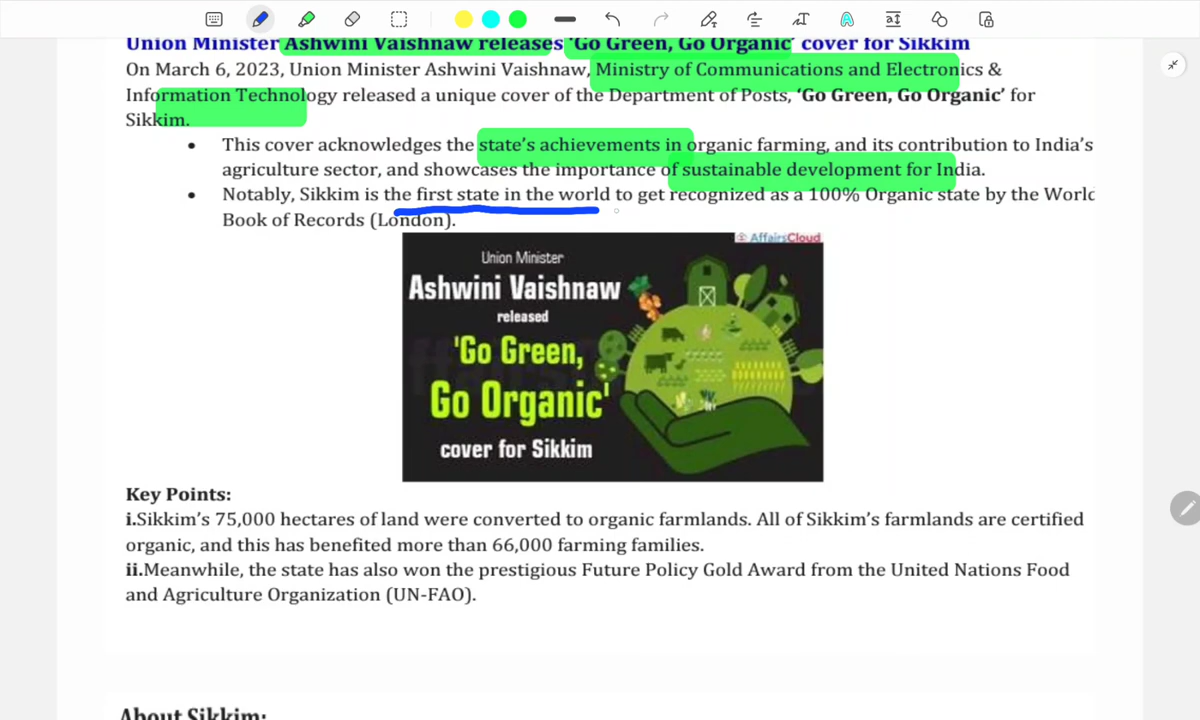 Union Minister Ashwini Vaishnaw releases 'Go Green, Go Organic' cover for Sikkim
On March 6, 2023, Union Minister Ashwini Vaishnaw, Ministry of Communications and Electronics &
Information Technology released a unique cover of the Department of Posts, ‘Go Green, Go Organic’ for
Sikkim.
• This cover acknowledges the state’s achievements in organic farming, and its contribution to India’s
agriculture sector, and showcases the importance of sustainable development for India.
• Notably, Sikkim is the first state in the world to get recognized as a 100% Organic state by the World
Book of Records (London).
AffairsCloud
Union Minister
Ashwini Vaishnaw
released
'Go Green,
Go Organic'
cover for Sikkim
Key Points:
i.Sikkim’s 75,000 hectares of land were converted to organic farmlands. All of Sikkim’s farmlands are certified
organic, and this has benefited more than 66,000 farming families.
ii.Meanwhile, the state has also won the prestigious Future Policy Gold Award from the United Nations Food
and Agriculture Organization (UN-FAO).
About Sikkim: